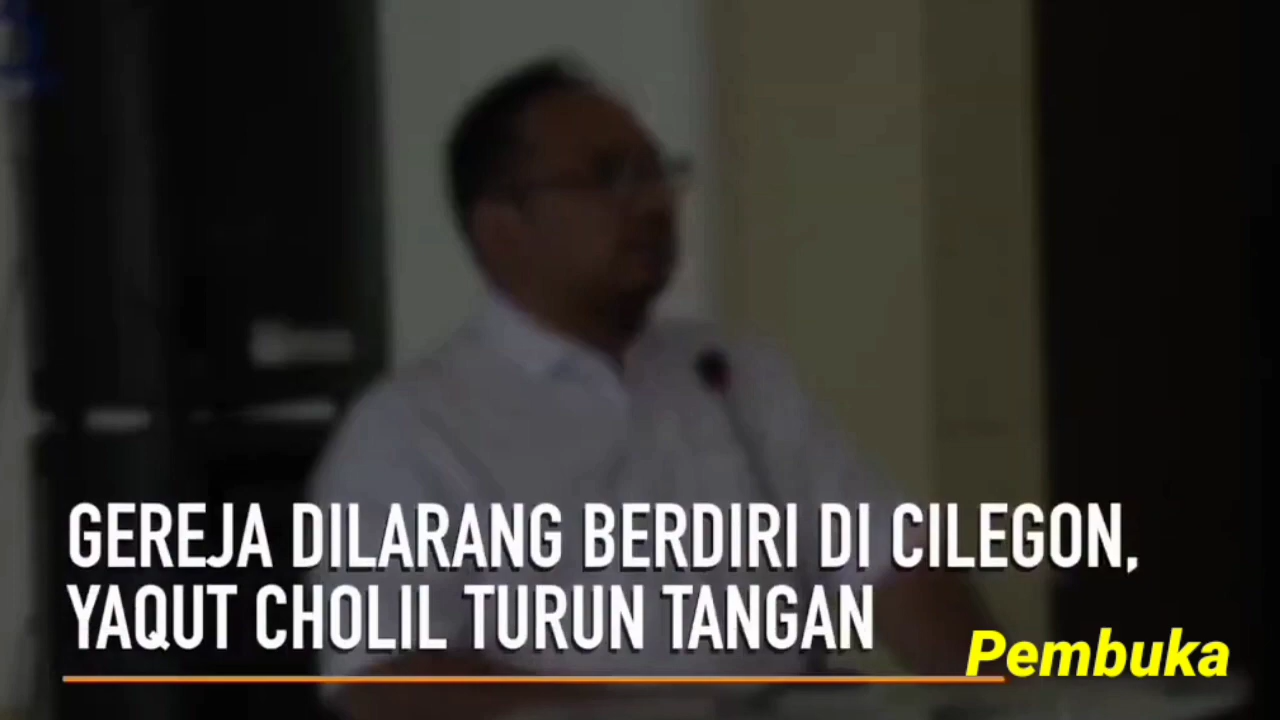 GEREJA DILARANG BERDIRI DI CILEGON,
YAQUT CHOLIL TURUN TANGAN
Pembuka